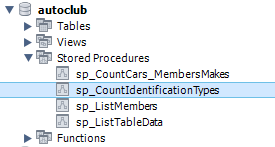 autoclub
Tables
Views
Stored Procedures
sp_CountCars_MembersMakes
sp_CountIdentificationTypes
sp_ListMembers
sp_ListTableData
Functions